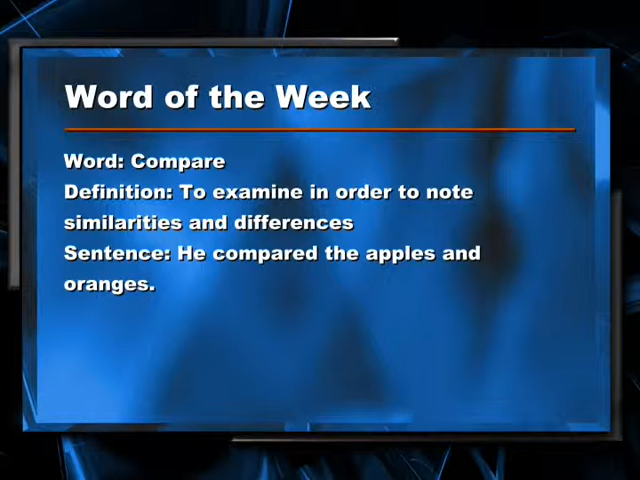 Word of the Week
Word: Compare
Definition: To examine in order to note
similarities and differences
Sentence: He compared the apples and
oranges.